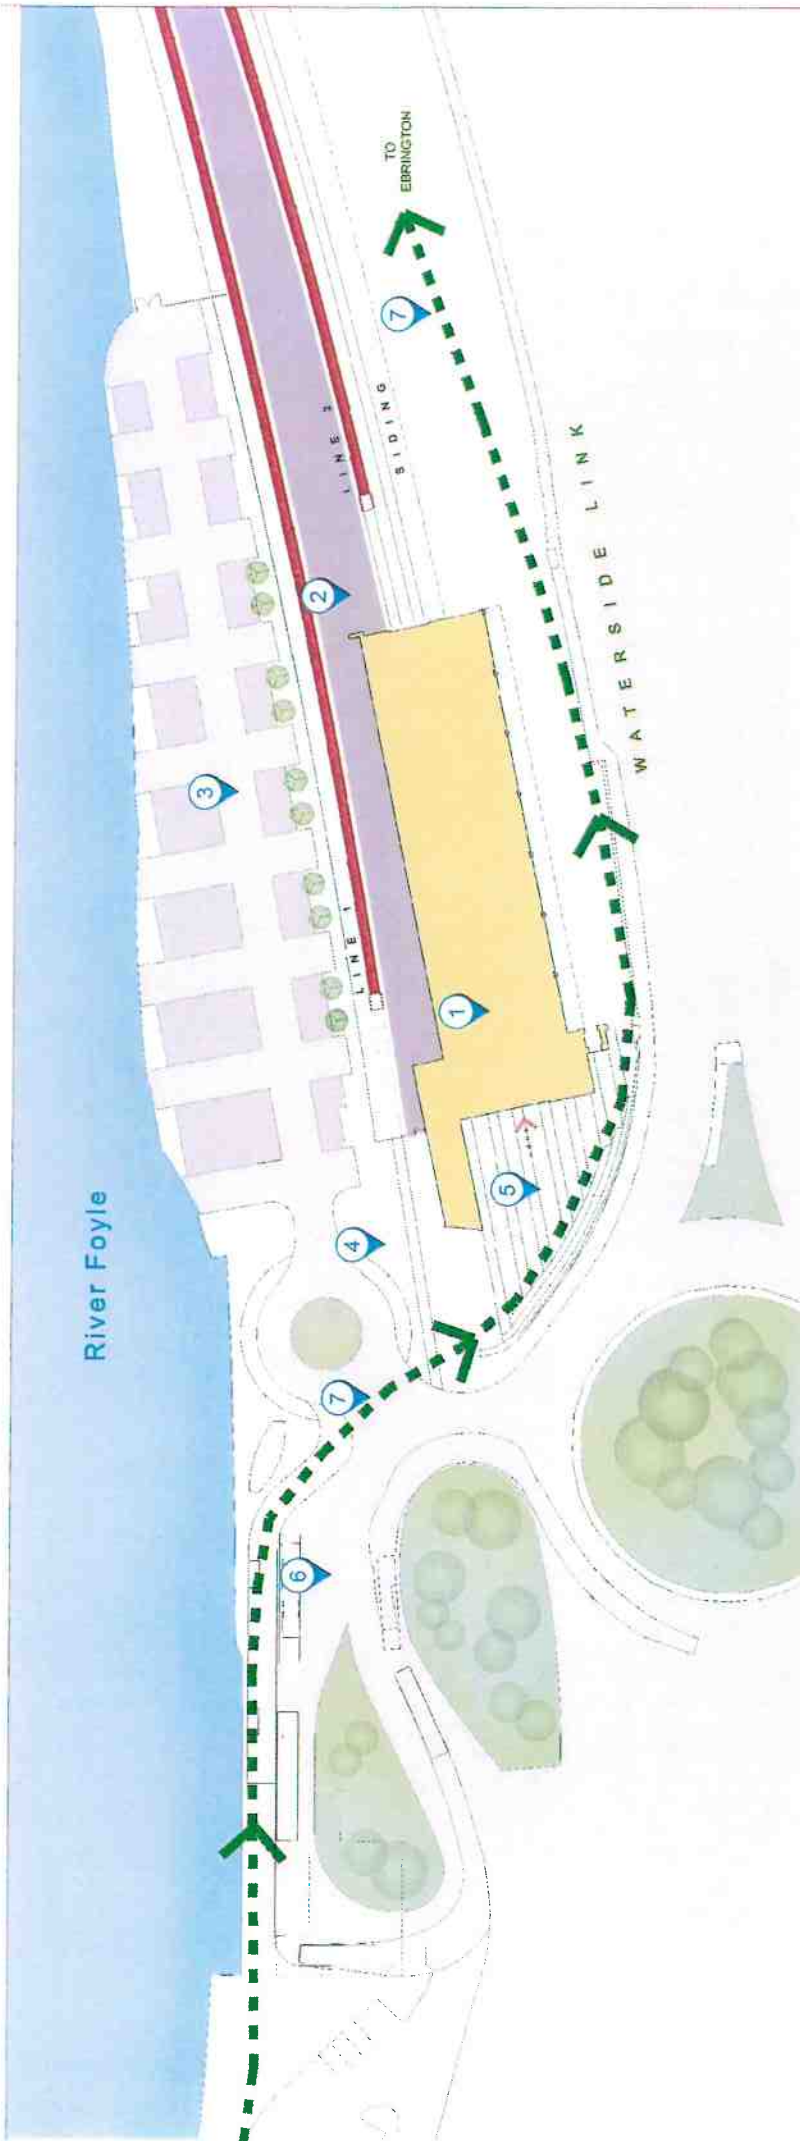 River Foyle
TO
EBRINGTON
WATERSIDE LINK
LINE 1
LINE 2
SIDING
1
2
3
4
5
6
7
7